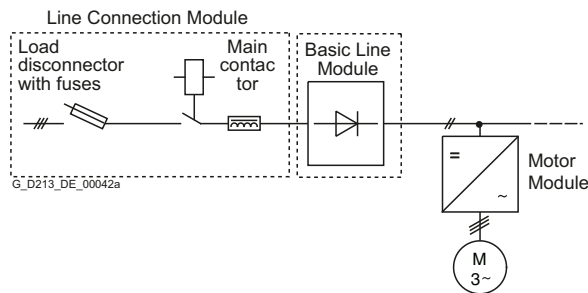 Line Connection Module
Load
disconnector
with fuses
Main
contac
tor
Basic Line
Module
G_D213_DE_00042a
=
~
Motor
Module
M
3~